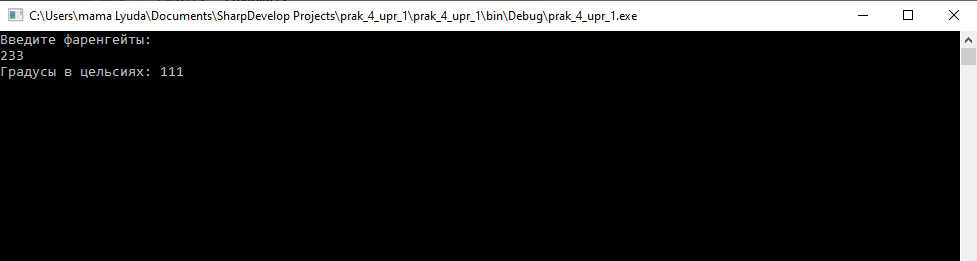 C:\Users\mama Lyuda\Documents\SharpDevelop Projects\prak_4_upr_1\prak_4_upr_1\bin\Debug\prak_4_upr_1.exe
Введите фаренгейты:
233
Градусы в цельсиях: 111